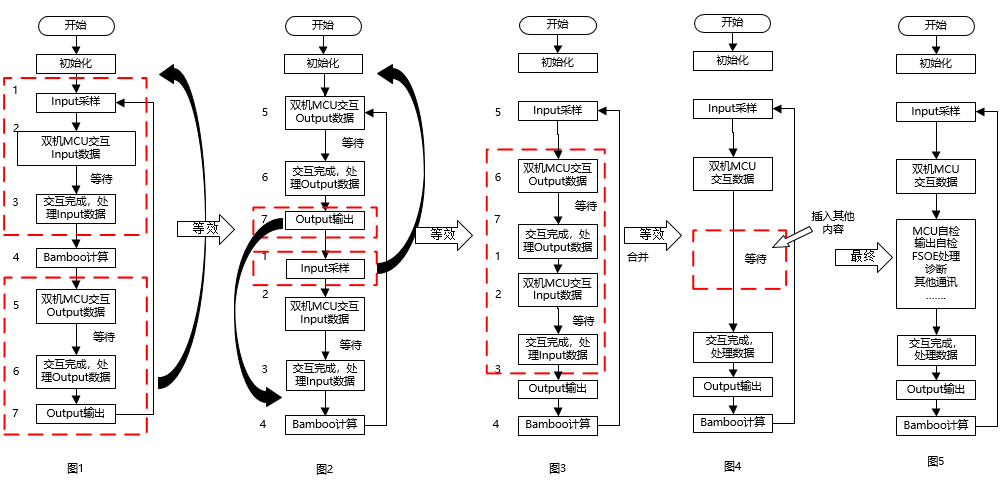 开始
初始化
1
Input采样
2
双机MCU交互
Input数据
等待
3
交互完成，处
理Input数据
4
Bamboo计算
5
双机MCU交互
Output数据
等待
6
交互完成，处
理Output数据
7
Output输出
图1
等效
开始
初始化
5
双机MCU交互
Output数据
等待
6
交互完成，处
理Output数据
7
Output输出
1
Input采样
2
双机MCU交互
Input数据
等待
3
交互完成，处
理Input数据
4
Bamboo计算
图2
等效
开始
初始化
5
Input采样
6
双机MCU交互
Output数据
等待
7
交互完成，处
理Output数据
1
2
双机MCU交互
Input数据
等待
交互完成，处
理Input数据
3
Output输出
4
Bamboo计算
图3
等效
合并
开始
初始化
Input采样
双机MCU
交互数据
插入其他
内容
等待
交互完成，
处理数据
Output输出
Bamboo计算
图4
最终
开始
初始化
Input采样
双机MCU
交互数据
MCU自检
输出自检
FSOE处理
诊断
其他通讯
.......
交互完成，
处理数据
Output输出
Bamboo计算
图5